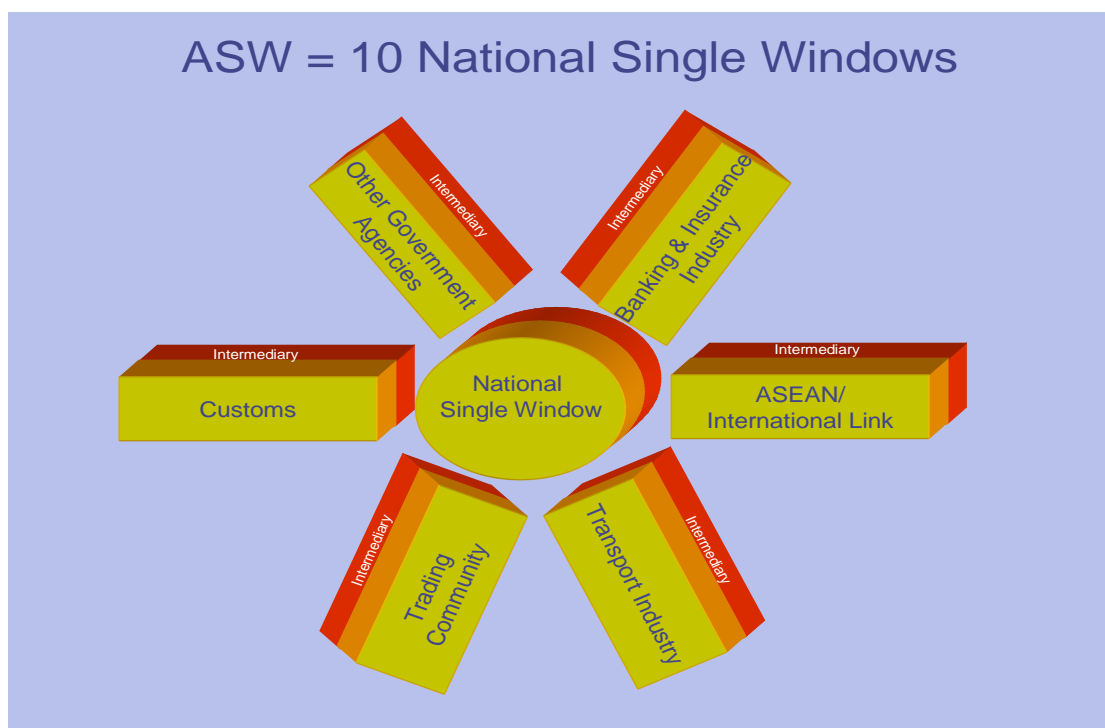 ASW = 10 National Single Windows
Intermediary
Other Government
Agencies
Intermediary
Banking & Insurance
Industry
Intermediary
Customs
National
Single Window
Intermediary
ASEAN/
International Link
Intermediary
Trading
Community
Intermediary
Transport Industry